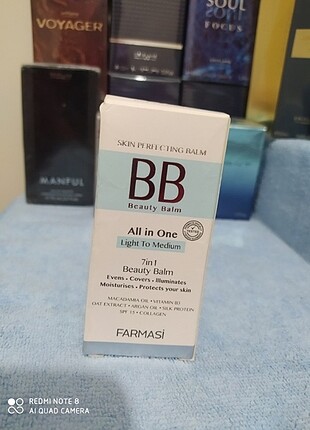 VOYAGER
SOUL
FOCUS
MANFUL
SKIN PERFECTING BALM
BB
Beauty Balm
All in One
Light To Medium
7in1
Beauty Balm
Evens • Covers • Illuminates
Moisturises • Protects your skin
MACADAMIA OIL • VITAMIN B3
OAT EXTRACT • ARGAN OIL • SILK PROTEIN
SPF 15 • COLLAGEN
FARMASİ
REDMI NOTE 8
AI QUAD CAMERA